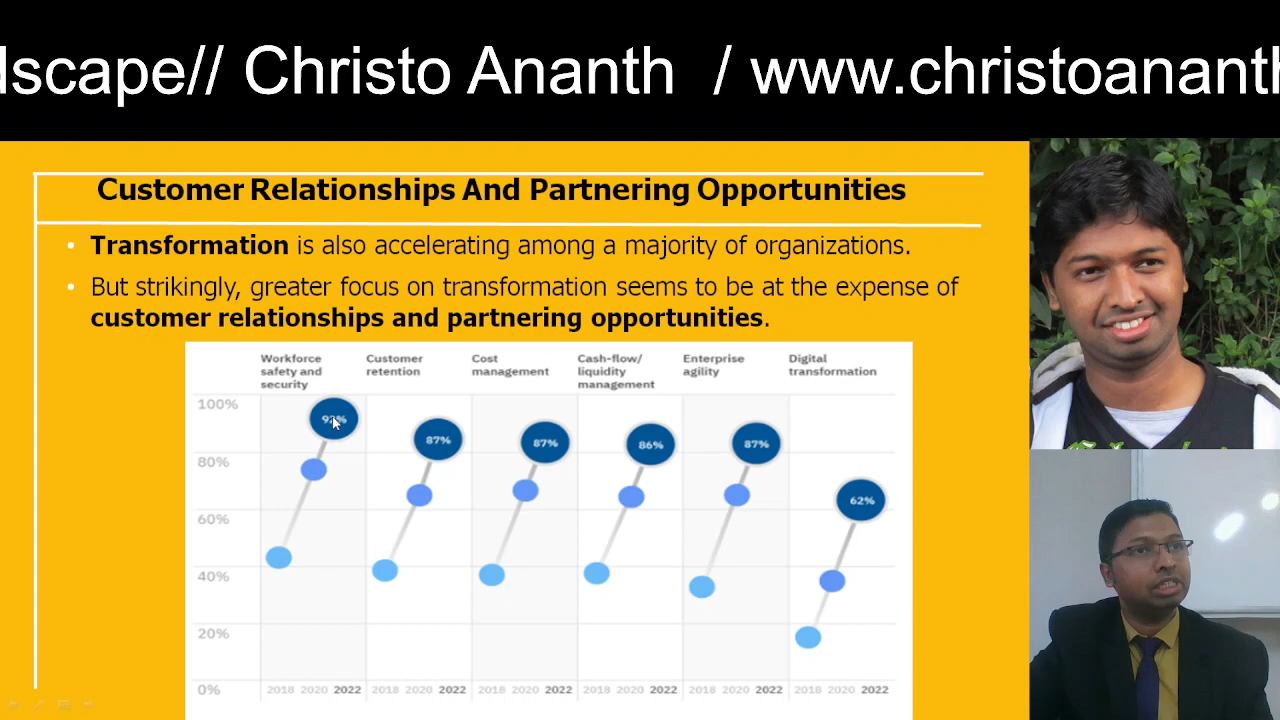 dscape// Christo Ananth / www.christoananth
Customer Relationships And Partnering Opportunities
• Transformation is also accelerating among a majority of organizations.
• But strikingly, greater focus on transformation seems to be at the expense of
customer relationships and partnering opportunities.
Workforce safety and security
Customer retention
Cost management
Cash-flow/ liquidity management
Enterprise agility
Digital transformation
100%
80%
60%
40%
20%
0%
87%
87%
86%
87%
62%
2018 2020 2022 2018 2020 2022 2018 2020 2022 2018 2020 2022 2018 2020 2022 2018 2020 2022